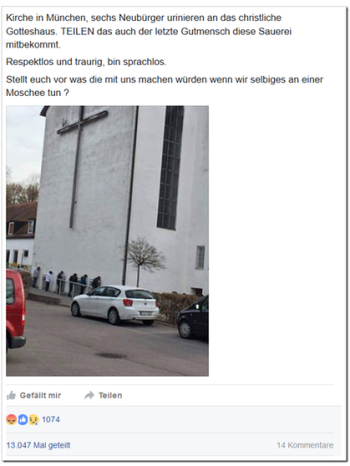 Kirche in München, sechs Neubürger urinieren an das christliche
Gotteshaus. TEILEN das auch der letzte Gutmensch diese Sauerei
mitbekommt.
Respektlos und traurig, bin sprachlos.
Stellt euch vor was die mit uns machen würden wenn wir selbiges an einer
Moschee tun ?
Gefällt mir
Teilen
1074
13.047 Mal geteilt
14 Kommentare